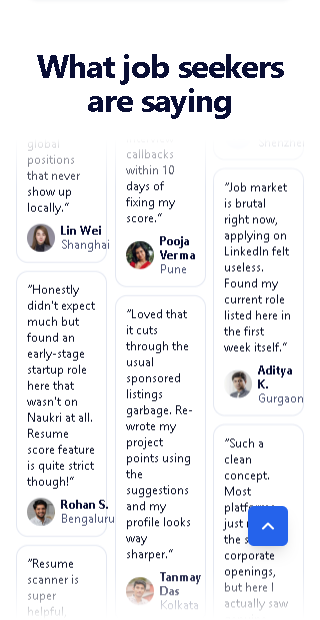 What job seekers
are saying
global
positions
that never
show up
locally.”
Lin Wei
Shanghai
“Honestly
didn't expect
much but
found an
early-stage
startup role
here that
wasn't on
Naukri at all.
Resume
score feature
is quite strict
though!”
Rohan S.
Bengaluru
“Resume
scanner is
super
helpful.
callbacks
within 10
days of
fixing my
score.”
Pooja
Verma
Pune
“Loved that
it cuts
through the
usual
sponsored
listings
garbage. Re-
wrote my
project
points using
the
suggestions
and my
profile looks
way
sharper.”
Tanmay
Das
Kolkata
Shenzhen
“Job market
is brutal
right now,
applying on
LinkedIn felt
useless.
Found my
current role
listed here in
the first
week itself.”
Aditya
K.
Gurgaon
“Such a
clean
concept.
Most
just
the
corporate
openings,
but here I
actually saw